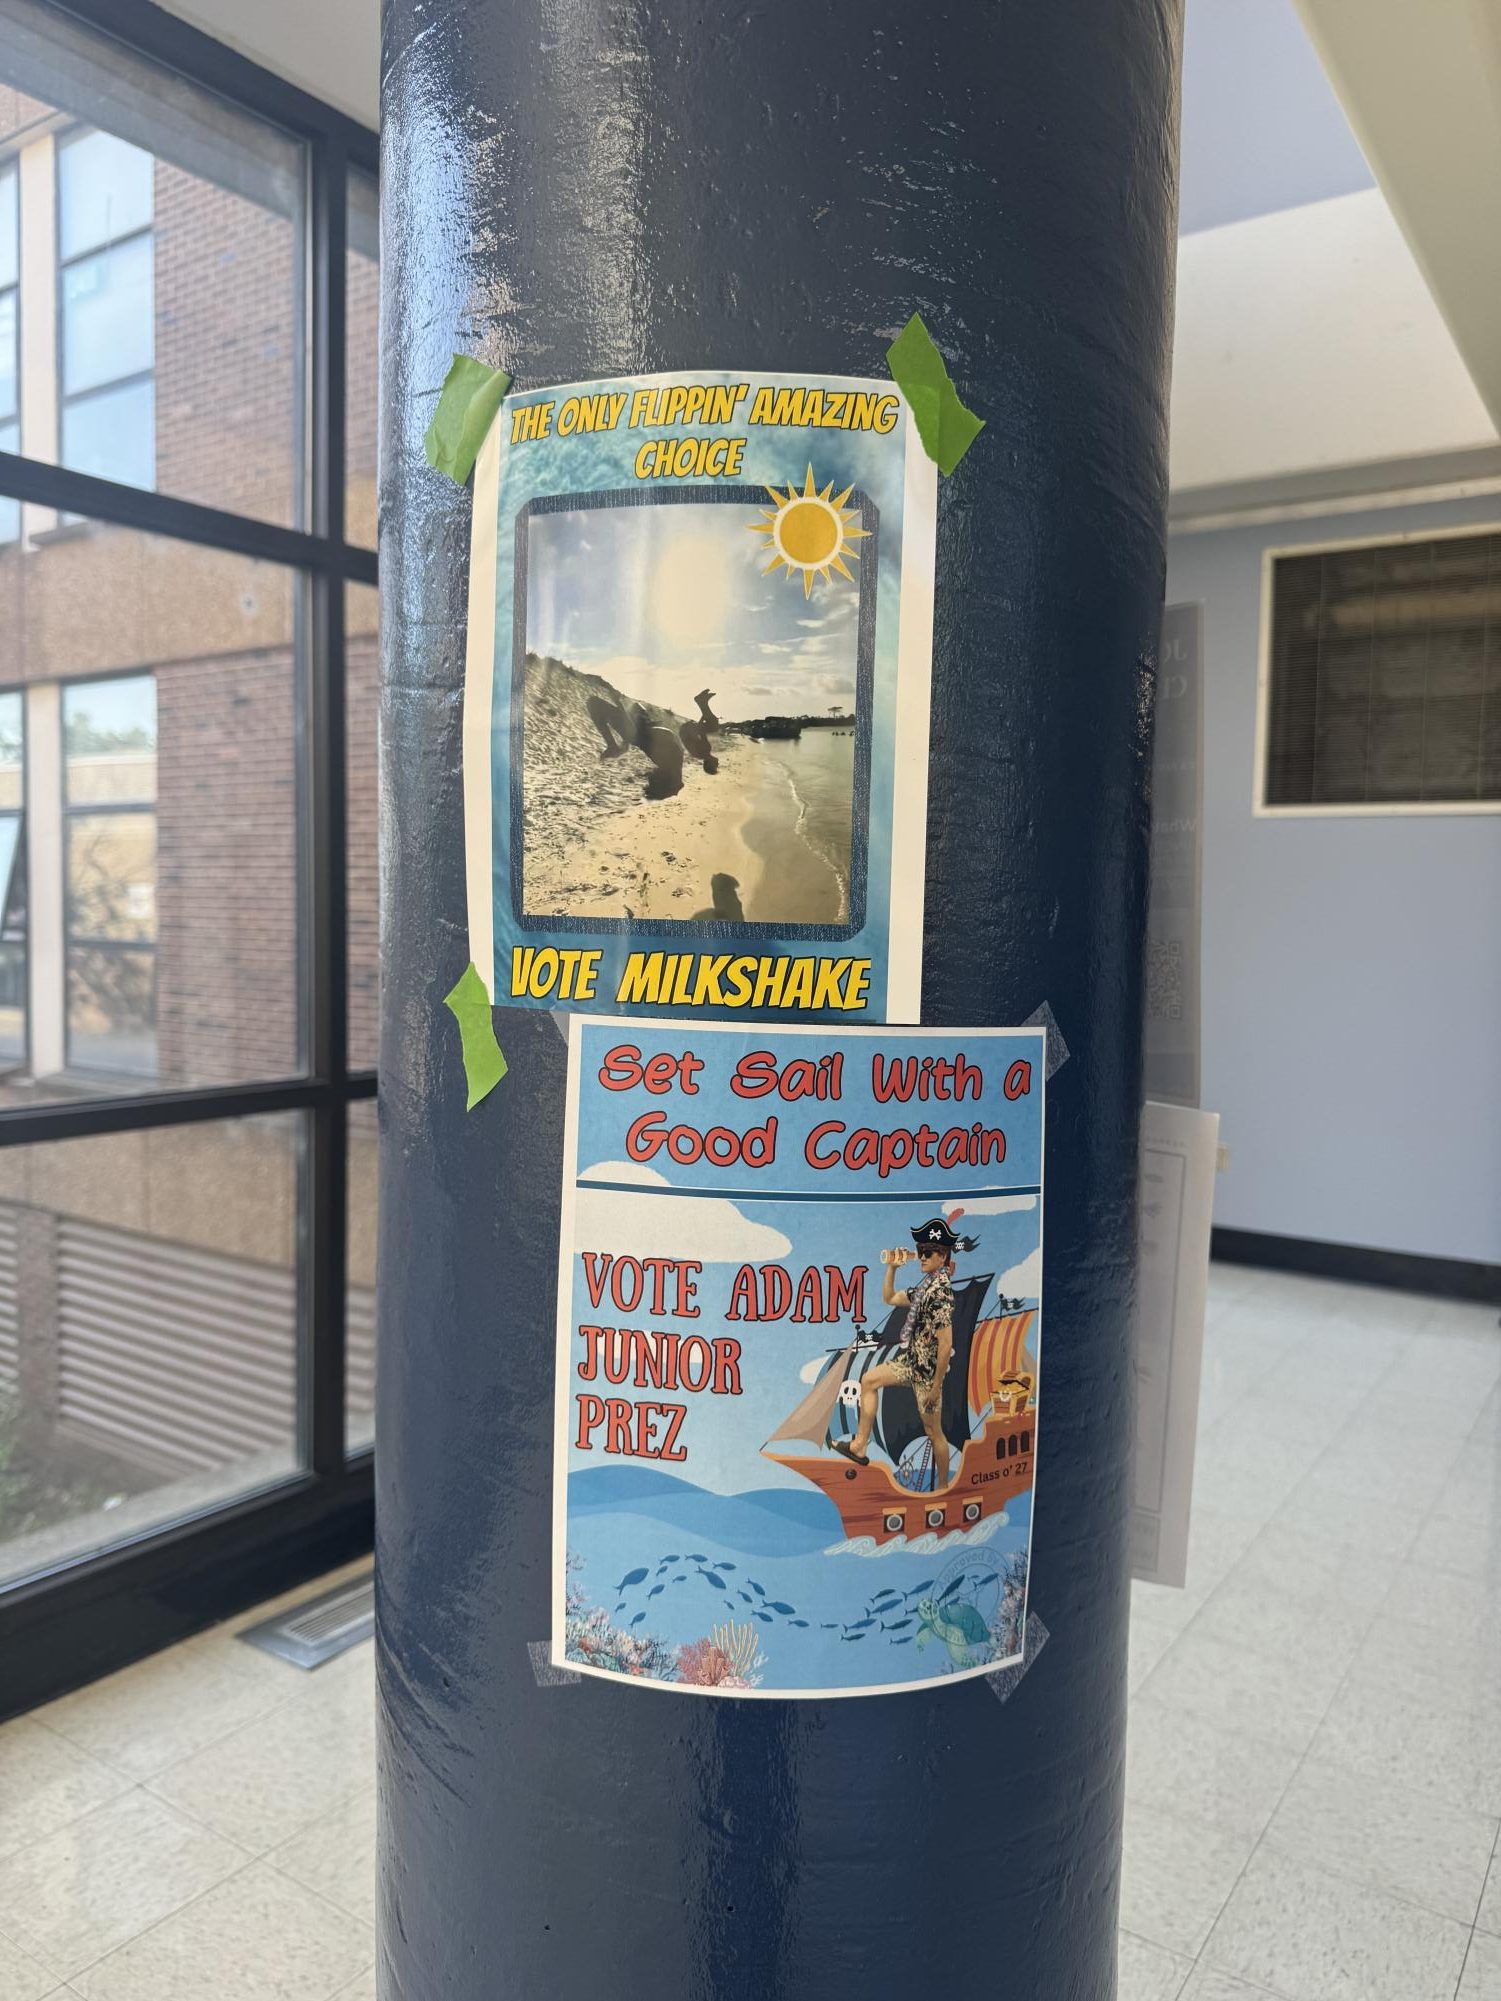 THE ONLY FLIPPIN' AMAZING
CHOICE
VOTE MILKSHAKE
Set Sail With a
Good Captain
VOTE ADAM
JUNIOR
PREZ
Class o' 27